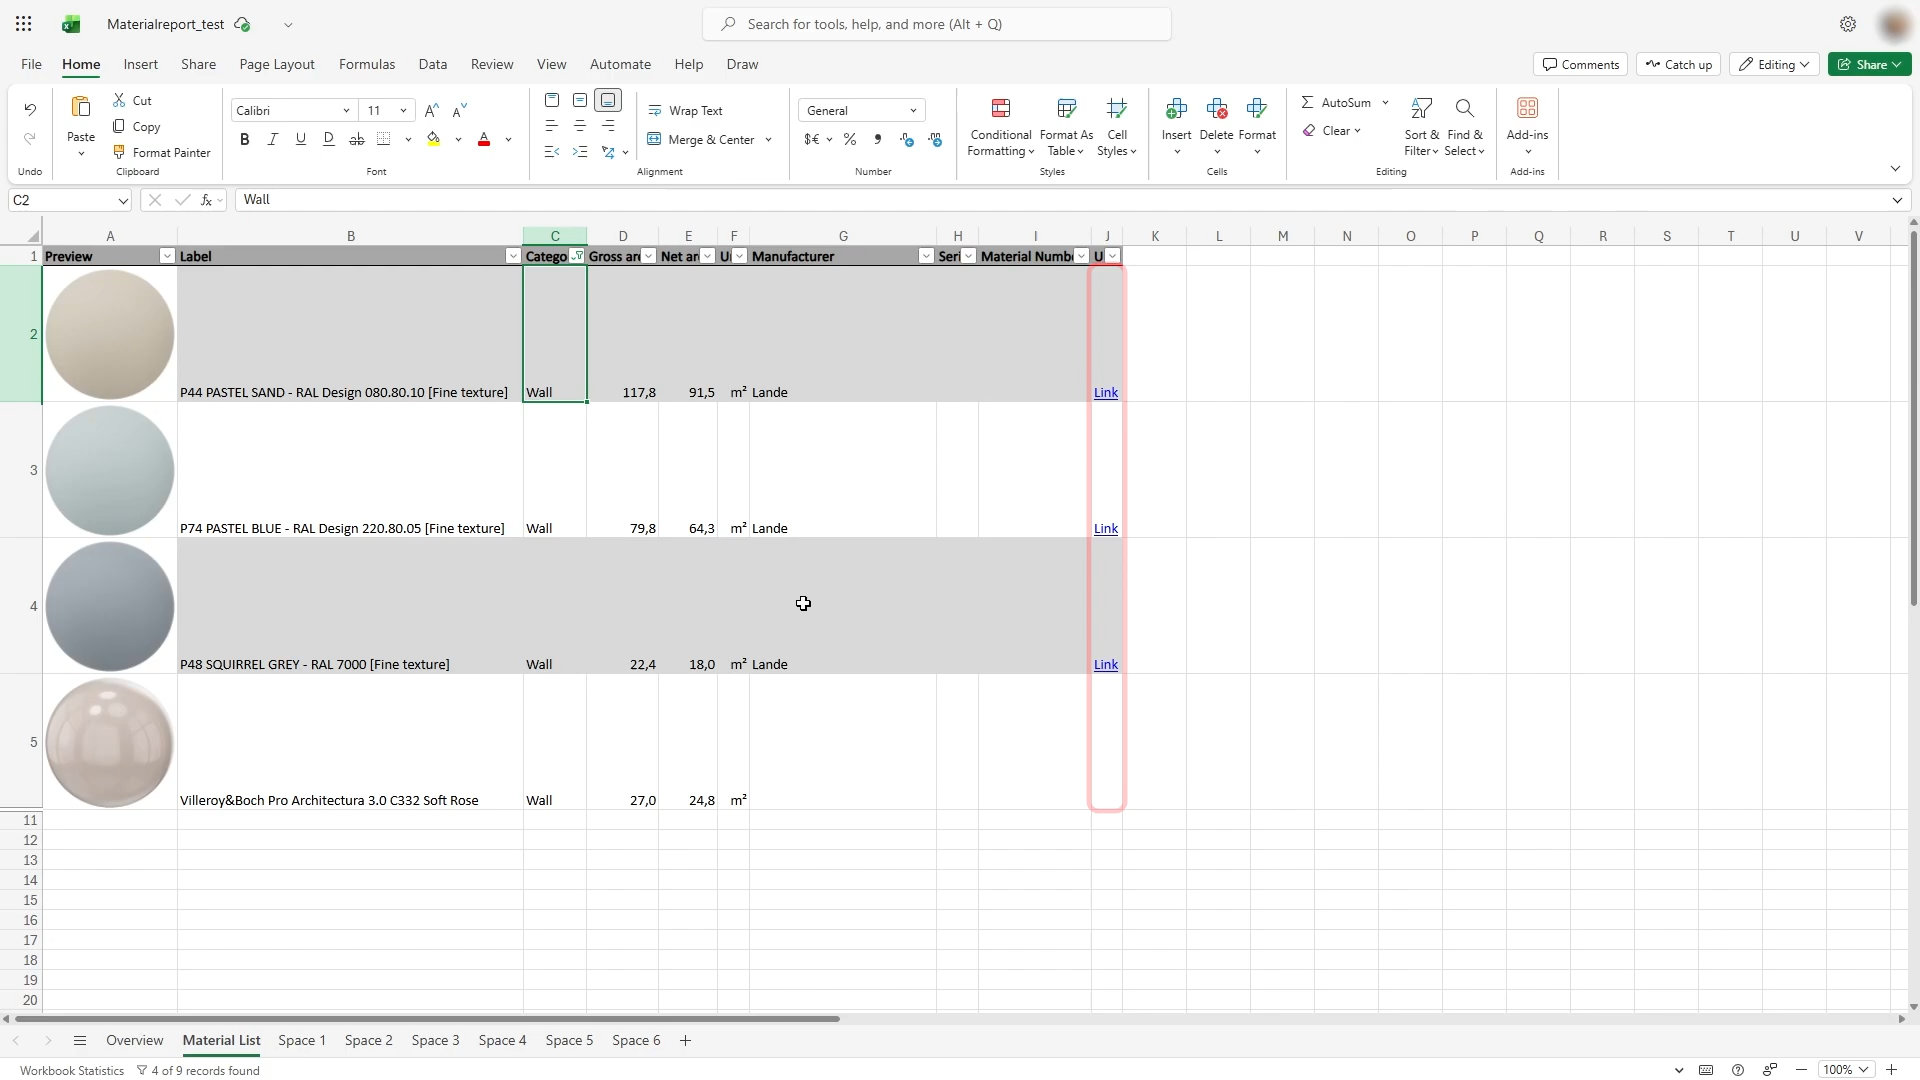 Materialreport_test
Search for tools, help, and more (Alt + Q)
File Home Insert Share Page Layout Formulas Data Review View Automate Help Draw
Comments Catch up Editing Share
Paste
Cut
Copy
Format Painter
Calibri 11
B I U D ab A
Wrap Text
Merge & Center
General
$€ % 9
Conditional Formatting
Format As Table
Cell Styles
Insert Delete Format
AutoSum
Clear
Sort & Filter
Find & Select
Add-ins
Undo Clipboard Font Alignment Number Styles Cells Editing Add-ins
C2 fx Wall
A B C D E F G H I J K L M N O P Q R S T U V
1 Preview Label Catego Gross are Net ar U Manufacturer Seri Material Numb U
2 P44 PASTEL SAND - RAL Design 080.80.10 [Fine texture] Wall 117,8 91,5 m² Lande Link
3 P74 PASTEL BLUE - RAL Design 220.80.05 [Fine texture] Wall 79,8 64,3 m² Lande Link
4 P48 SQUIRREL GREY - RAL 7000 [Fine texture] Wall 22,4 18,0 m² Lande Link
5 Villeroy&Boch Pro Architectura 3.0 C332 Soft Rose Wall 27,0 24,8 m²
11
12
13
14
15
16
17
18
19
20
Overview Material List Space 1 Space 2 Space 3 Space 4 Space 5 Space 6
Workbook Statistics 4 of 9 records found 100%